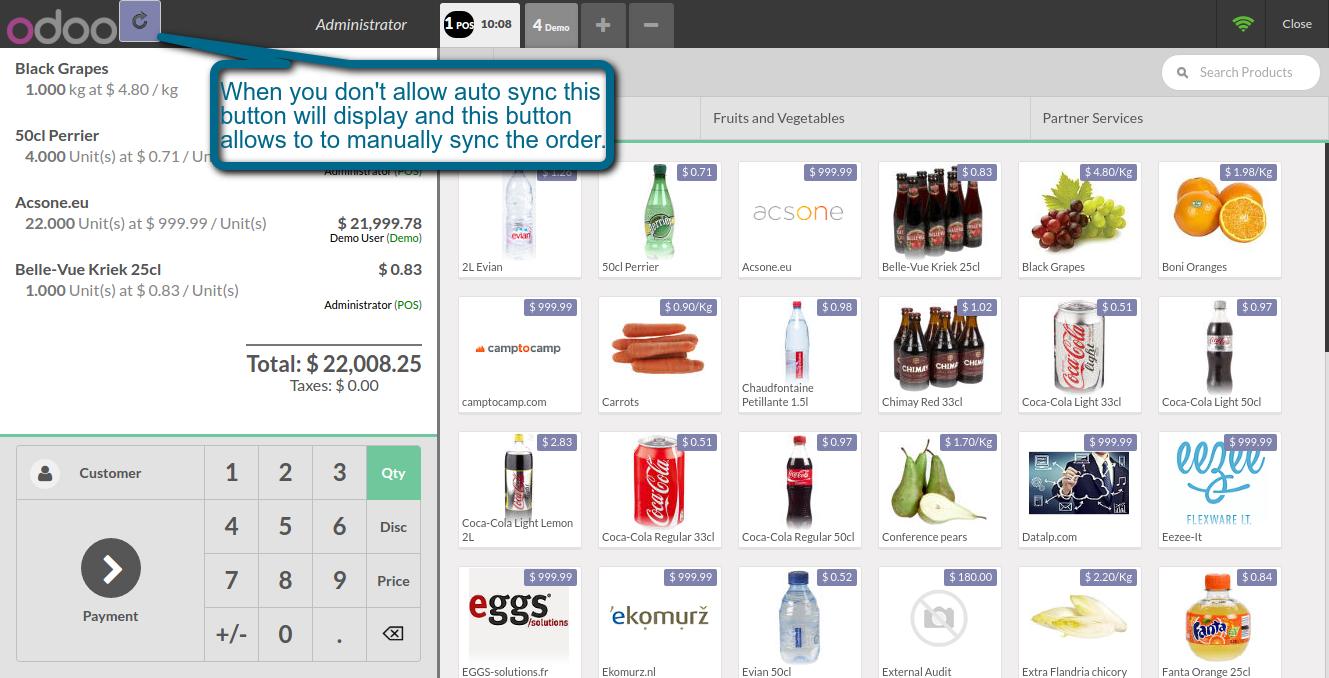 odoo
Administrator
1 POS 10:08
4 Demo
+
−
Close
When you don't allow auto sync this
button will display and this button
allows to to manually sync the order.
Search Products
Fruits and Vegetables
Partner Services
Black Grapes
1.000 kg at $ 4.80 / kg
50cl Perrier
4.000 Unit(s) at $ 0.71 / Un
Administrator (POS)
Acsone.eu
22.000 Unit(s) at $ 999.99 / Unit(s) $ 21,999.78
Demo User (Demo)
Belle-Vue Kriek 25cl $ 0.83
1.000 Unit(s) at $ 0.83 / Unit(s)
Administrator (POS)
Total: $ 22,008.25
Taxes: $ 0.00
Customer
1 2 3 Qty
4 5 6 Disc
7 8 9 Price
+/- 0 .
Payment
evian
2L Evian
$ 0.71
perrier
50cl Perrier
$ 999.99
acsone
Acsone.eu
$ 0.83
Belle-Vue Kriek 25cl
$ 4.80/Kg
Black Grapes
$ 1.98/Kg
Boni Oranges
$ 999.99
camptocamp
camptocamp.com
$ 0.90/Kg
Carrots
$ 0.98
Chaudfontaine
Petillante 1.5l
$ 1.02
CHIMAY
Chimay Red 33cl
$ 0.51
Coca-Cola light
Coca-Cola Light 33cl
$ 0.97
Coca-Cola Light 50cl
$ 2.83
Coca-Cola Light Lemon
2L
$ 0.51
Coca-Cola
Coca-Cola Regular 33cl
$ 0.97
Coca-Cola
Coca-Cola Regular 50cl
$ 1.70/Kg
Conference pears
$ 999.99
Datalp.com
$ 999.99
eezee
FLEXWARE I.T.
Eezee-It
$ 999.99
eggs®
/solutions
EGGS-solutions.fr
$ 999.99
'ekomurž
Ekomurz.nl
$ 0.52
Evian 50cl
$ 180.00
External Audit
$ 2.20/Kg
Extra Flandria chicory
$ 0.84
Fanta
Fanta Orange 25cl